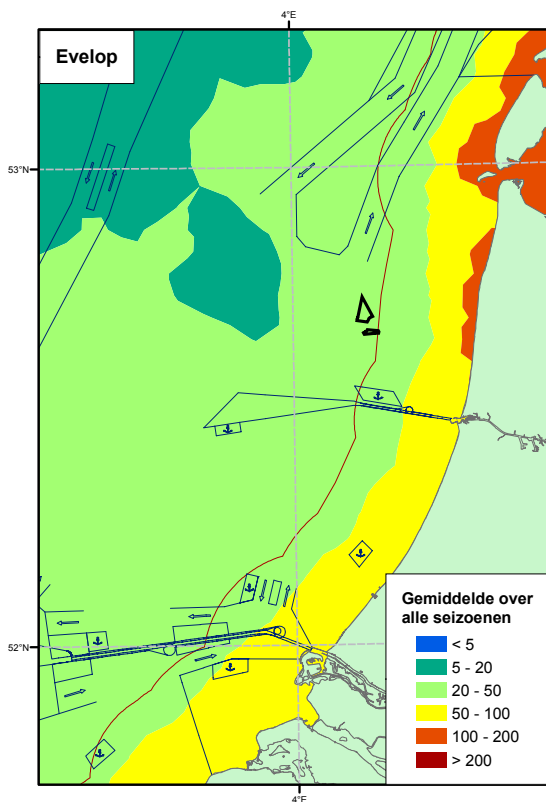 4°E
Evelop
53°N
52°N
Gemiddelde over
alle seizoenen
< 5
5 - 20
20 - 50
50 - 100
100 - 200
> 200
4°E